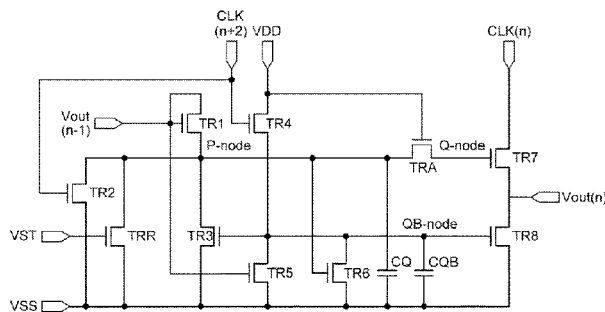 CLK
(n+2)
VDD
CLK(n)
Vout
(n-1)
TR1
TR4
P-node
Q-node
TRA
TR7
TR2
Vout(n)
QB-node
VST
TRR
TR3
TR8
TR5
TR6
CQ
CQB
VSS